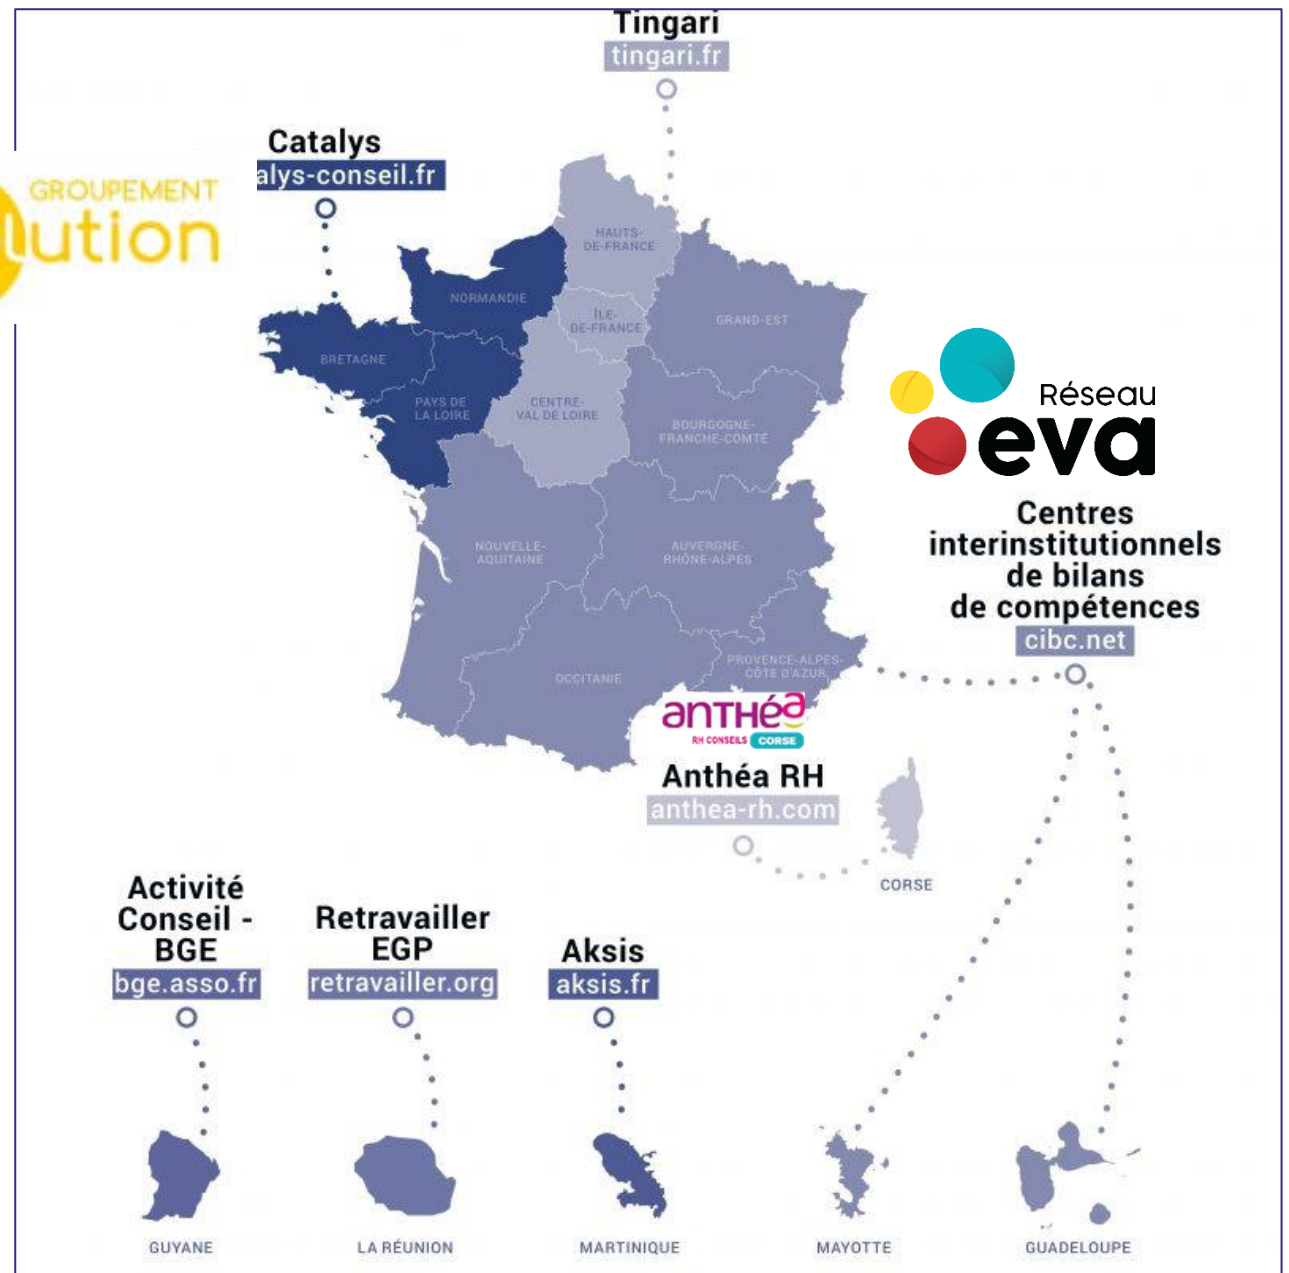 Tingari
tingari.fr
Catalys
alys-conseil.fr
GROUPEMENT
lution
HAUTS-
DE-FRANCE
NORMANDIE
ÎLE-
DE-FRANCE
GRAND-EST
BRETAGNE
PAYS DE
LA LOIRE
CENTRE-
VAL DE LOIRE
BOURGOGNE-
FRANCHE-COMTÉ
Réseau
eva
Centres
interinstitutionnels
de bilans
de compétences
cibc.net
NOUVELLE-
AQUITAINE
AUVERGNE-
RHÔNE-ALPES
OCCITANIE
PROVENCE-ALPES-
CÔTE D'AZUR
anthéa
RH CONSEILS CORSE
Anthéa RH
anthea-rh.com
CORSE
Activité
Conseil -
BGE
bge.asso.fr
Retravailler
EGP
retravailler.org
Aksis
aksis.fr
GUYANE
LA RÉUNION
MARTINIQUE
MAYOTTE
GUADELOUPE